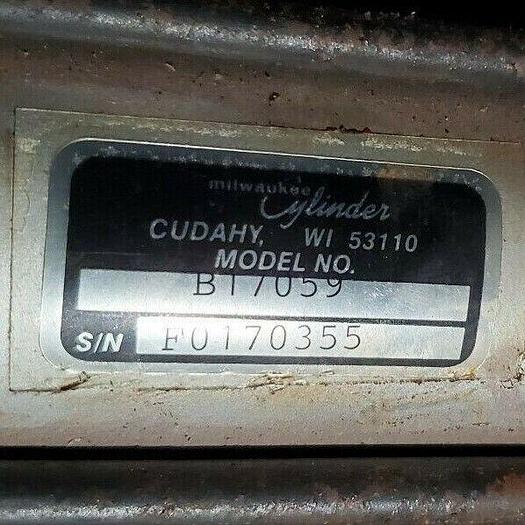 milwaukee
Cylinder
CUDAHY, WI 53110
MODEL NO.
B17059
S/N F0170355